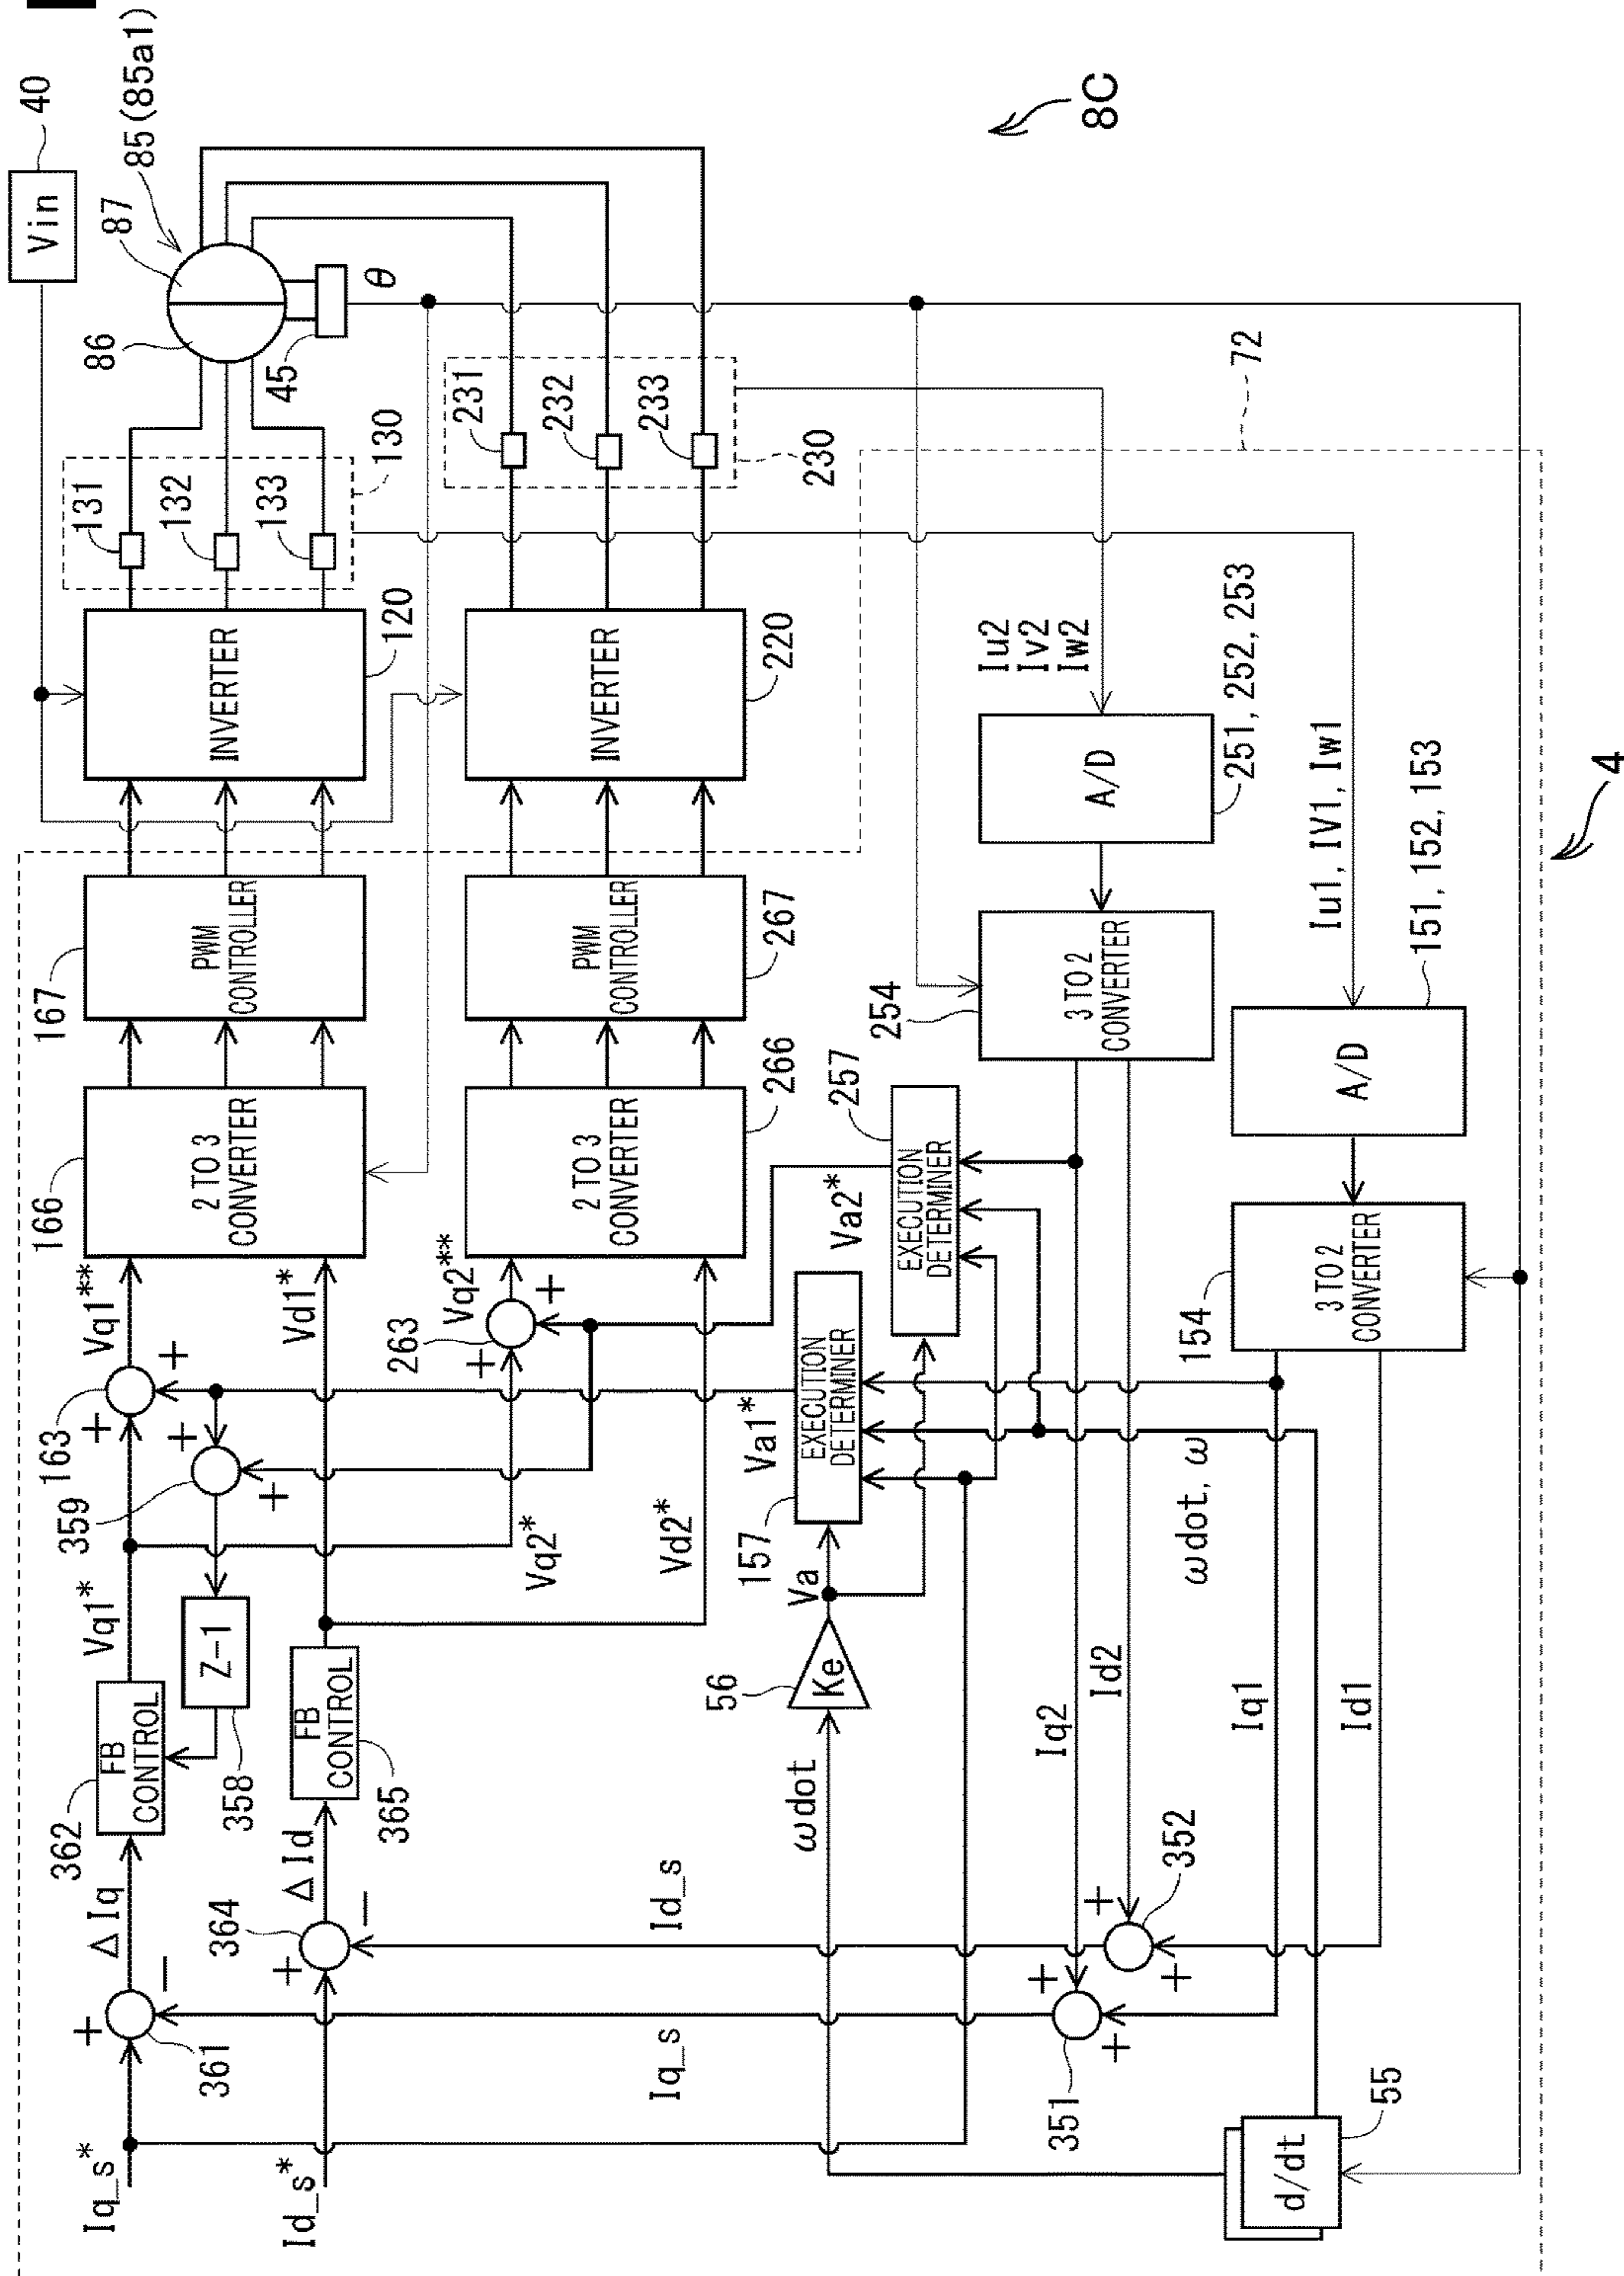 Iq_s*
+
−
361
Δ Iq
362
FB
CONTROL
Vq1*
359
+
+
163
+
+
Vq1**
166
2 TO 3
CONVERTER
167
PWM
CONTROLLER
INVERTER
120
131
132
133
130
86
87
85(85a1)
Vin
40
45
θ
Id_s*
+
−
364
Δ Id
FB
CONTROL
365
Z-1
358
Vd1*
Vq2*
Vd2*
263
+
+
Vq2**
2 TO 3
CONVERTER
266
PWM
CONTROLLER
267
INVERTER
220
231
232
233
230
Iq_s
Id_s
ωdot
56
Ke
Va
157
Va1*
EXECUTION
DETERMINER
Va2*
EXECUTION
DETERMINER
257
351
+
+
352
+
+
Iq2
Id2
Iq1
Id1
ωdot, ω
254
3 TO 2
CONVERTER
A/D
251, 252, 253
Iu2
Iv2
Iw2
154
3 TO 2
CONVERTER
A/D
151, 152, 153
Iu1, IV1, Iw1
d/dt
55
72
8C
4